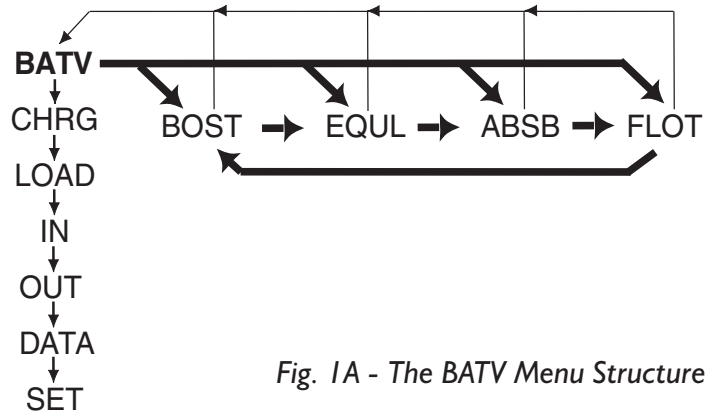 BATV
CHRG
BOST EQUL ABSB FLOT
LOAD
IN
OUT
DATA
SET
Fig. 1A - The BATV Menu Structure